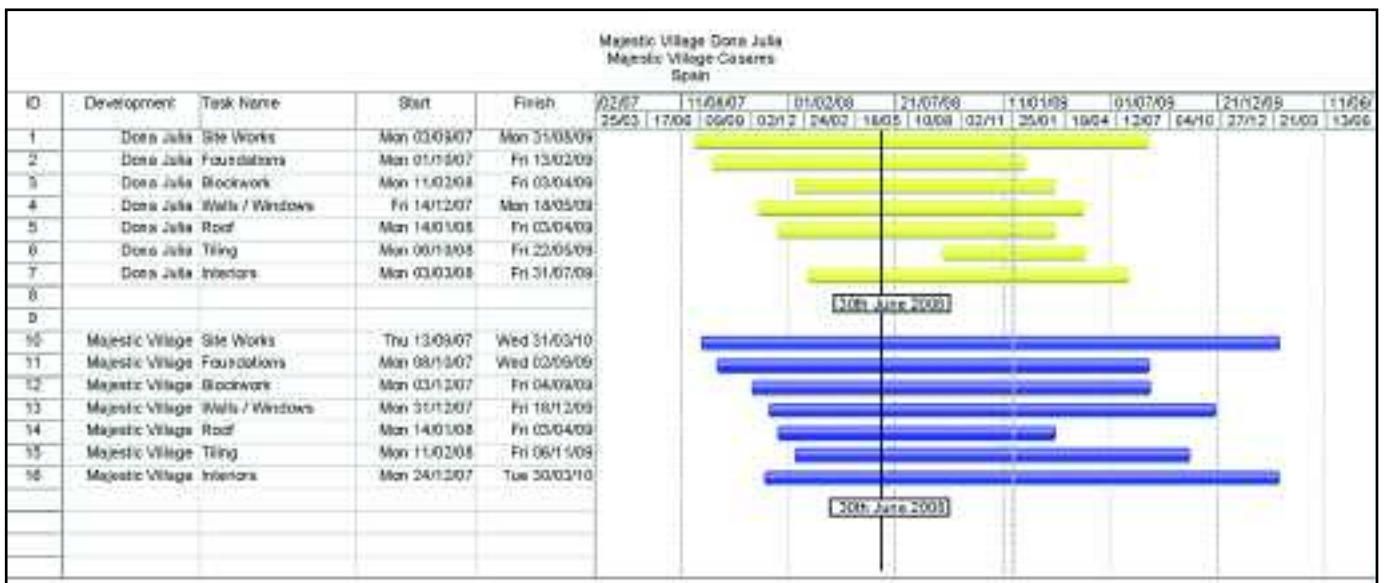 Majestic Village Dona Julia
Majestic Village Casares
Spain
ID Development Task Name Start Finish 02/07 11/08/07 01/02/08 21/07/08 11/01/09 01/07/09 21/12/09 11/06/
25/03 17/06 09/09 02/12 24/02 18/05 10/08 02/11 25/01 19/04 12/07 04/10 27/12 21/03 13/06
1 Dona Julia Site Works Mon 03/09/07 Mon 31/08/09
2 Dona Julia Foundations Mon 01/10/07 Fri 13/02/09
3 Dona Julia Blockwork Mon 11/02/08 Fri 03/04/09
4 Dona Julia Walls / Windows Fri 14/12/07 Mon 18/05/09
5 Dona Julia Roof Mon 14/01/08 Fri 03/04/09
6 Dona Julia Tiling Mon 06/10/08 Fri 22/05/09
7 Dona Julia Interiors Mon 03/03/08 Fri 31/07/09
8 30th June 2008
9
10 Majestic Village Site Works Thu 13/09/07 Wed 31/03/10
11 Majestic Village Foundations Mon 08/10/07 Wed 02/09/09
12 Majestic Village Blockwork Mon 03/12/07 Fri 04/09/09
13 Majestic Village Walls / Windows Mon 31/12/07 Fri 18/12/09
14 Majestic Village Roof Mon 14/01/08 Fri 03/04/09
15 Majestic Village Tiling Mon 11/02/08 Fri 06/11/09
16 Majestic Village Interiors Mon 24/12/07 Tue 30/03/10
30th June 2008